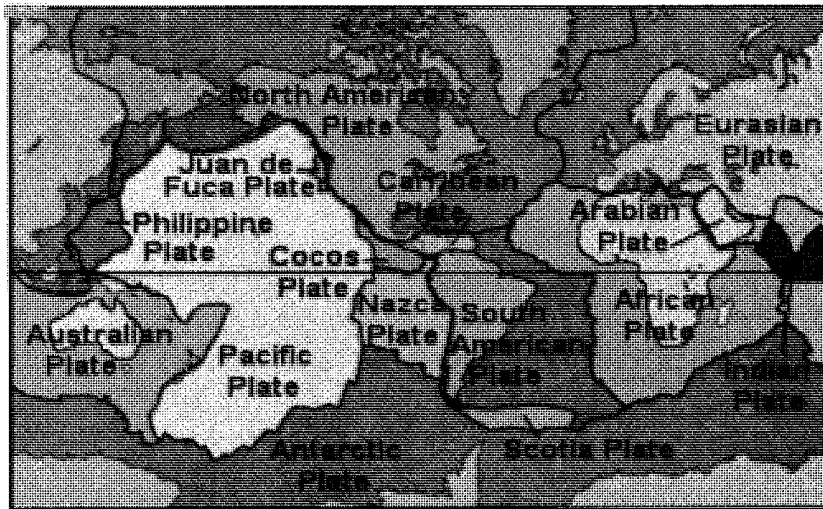 North American
Plate
Eurasian
Plate
Juan de
Fuca Plate
Carribean
Plate
Arabian
Plate
Philippine
Plate
Cocos
Plate
Nazca
Plate
South
American
Plate
African
Plate
Australian
Plate
Pacific
Plate
Indian
Plate
Antarctic
Plate
Scotia Plate